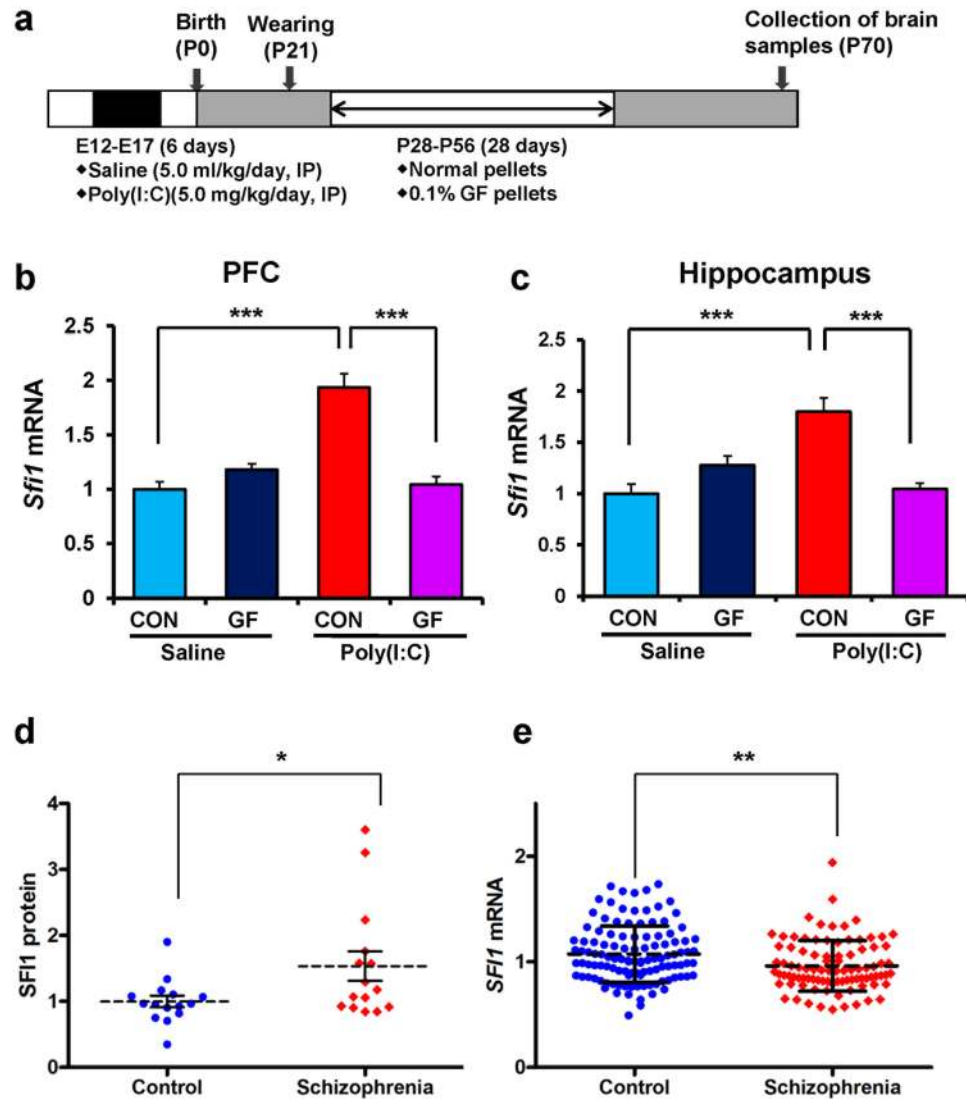 a
Birth
(P0)
Wearing
(P21)
Collection of brain
samples (P70)
E12-E17 (6 days)
◆Saline (5.0 ml/kg/day, IP)
◆Poly(I:C)(5.0 mg/kg/day, IP)
P28-P56 (28 days)
◆Normal pellets
◆0.1% GF pellets
b
PFC
***
***
2.5
2
1.5
1
0.5
0
Sfi1 mRNA
CON
GF
CON
GF
Saline
Poly(I:C)
c
Hippocampus
***
***
2.5
2
1.5
1
0.5
0
Sfi1 mRNA
CON
GF
CON
GF
Saline
Poly(I:C)
d
*
4
3
2
1
0
SFI1 protein
Control
Schizophrenia
e
**
2
1
0
SFI1 mRNA
Control
Schizophrenia